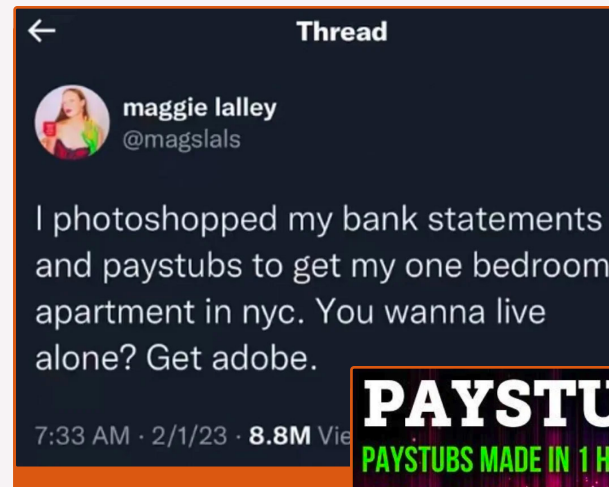 Thread
maggie lalley
@magslals
I photoshopped my bank statements
and paystubs to get my one bedroom
apartment in nyc. You wanna live
alone? Get adobe.
7:33 AM · 2/1/23 · 8.8M Vie
PAYSTU
PAYSTUBS MADE IN 1 H